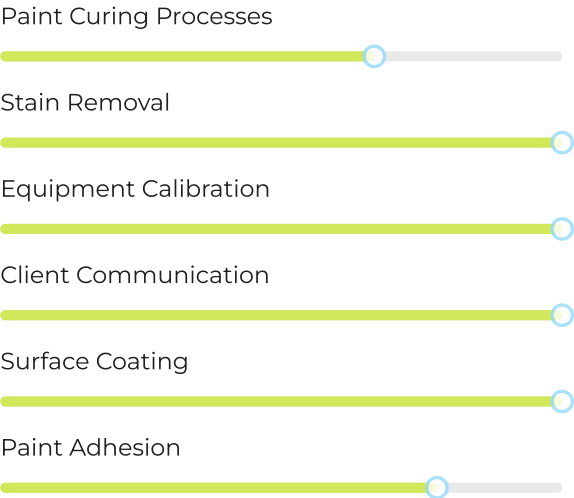 Paint Curing Processes
Stain Removal
Equipment Calibration
Client Communication
Surface Coating
Paint Adhesion